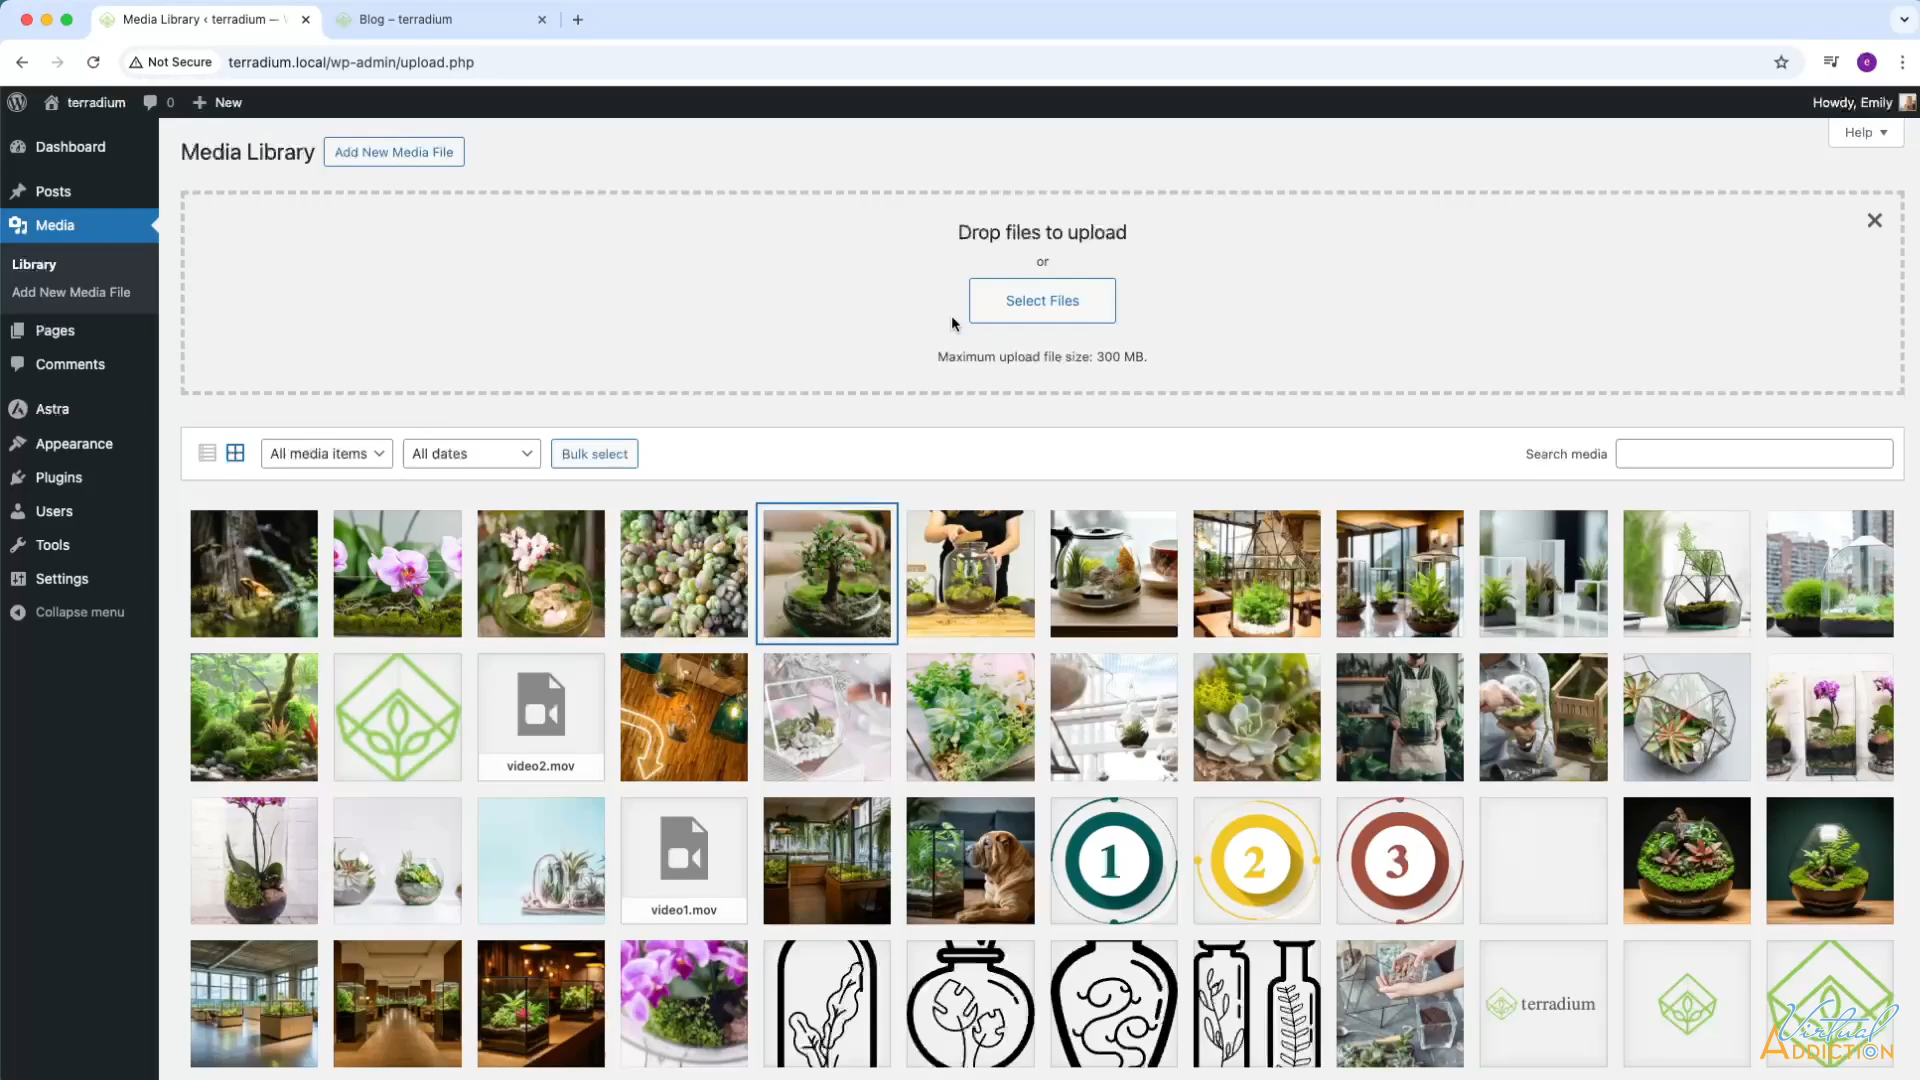 Media Library ‹ terradium —
Blog – terradium
Not Secure
terradium.local/wp-admin/upload.php
e
terradium
0
New
Howdy, Emily
Dashboard
Posts
Media
Library
Add New Media File
Pages
Comments
Astra
Appearance
Plugins
Users
Tools
Settings
Collapse menu
Media Library
Add New Media File
Help
Drop files to upload
or
Select Files
Maximum upload file size: 300 MB.
All media items
All dates
Bulk select
Search media
video2.mov
video1.mov
1
2
3
terradium
Virtual
ADDICTION